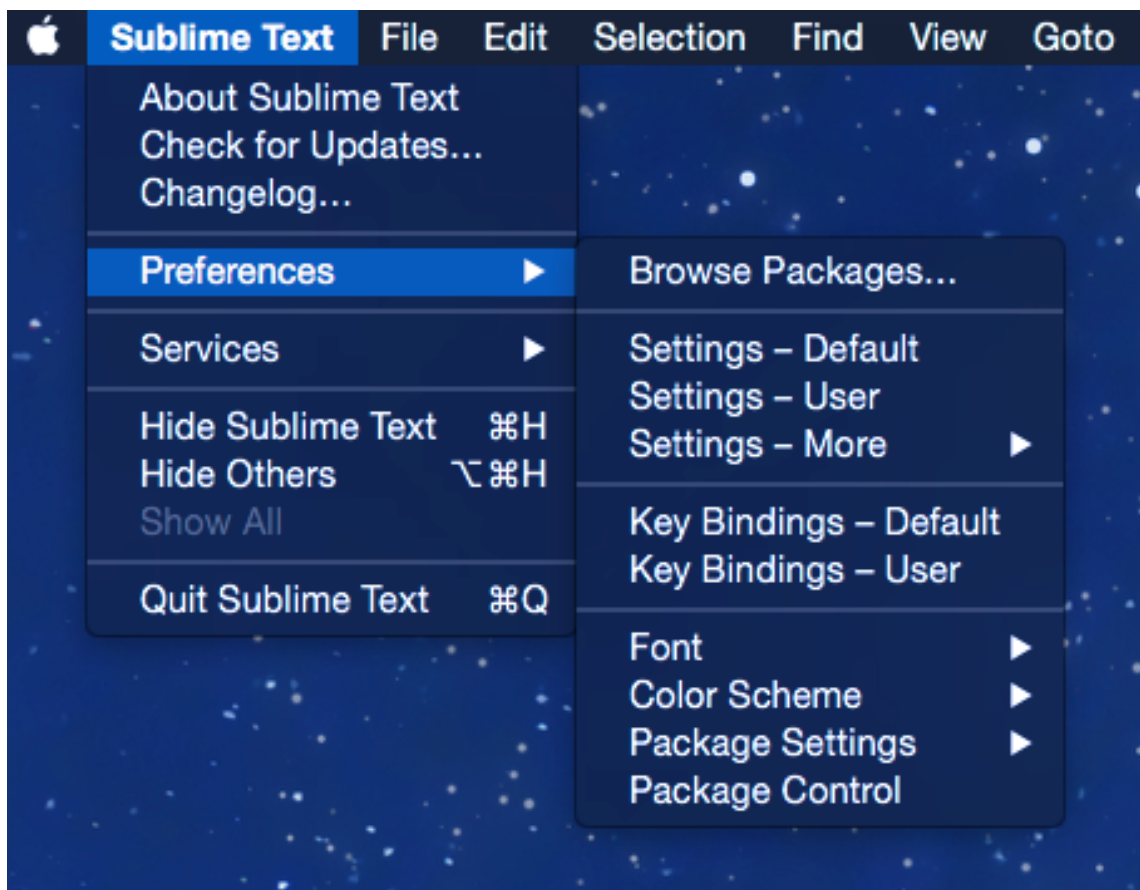 Sublime Text File Edit Selection Find View Goto
About Sublime Text
Check for Updates...
Changelog...
Preferences
Services
Hide Sublime Text ⌘H
Hide Others ⌥⌘H
Show All
Quit Sublime Text ⌘Q
Browse Packages...
Settings – Default
Settings – User
Settings – More
Key Bindings – Default
Key Bindings – User
Font
Color Scheme
Package Settings
Package Control